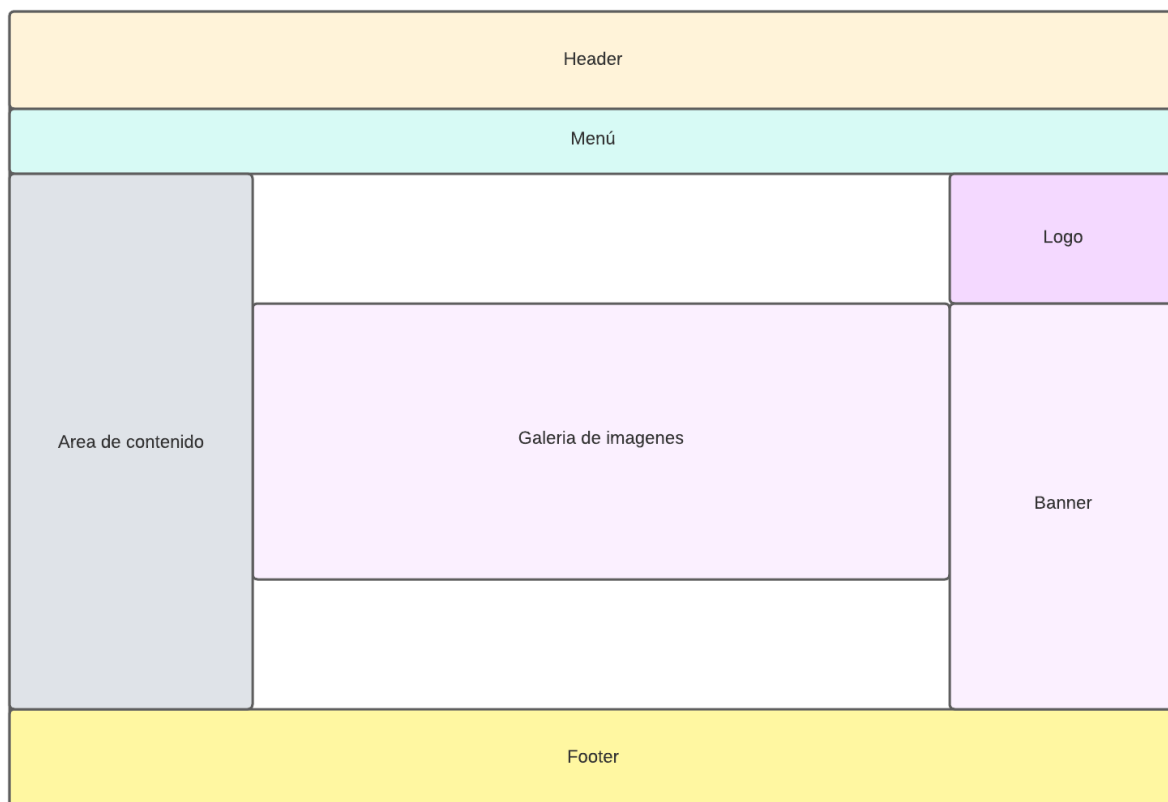 Header
Menú
Logo
Area de contenido
Galeria de imagenes
Banner
Footer